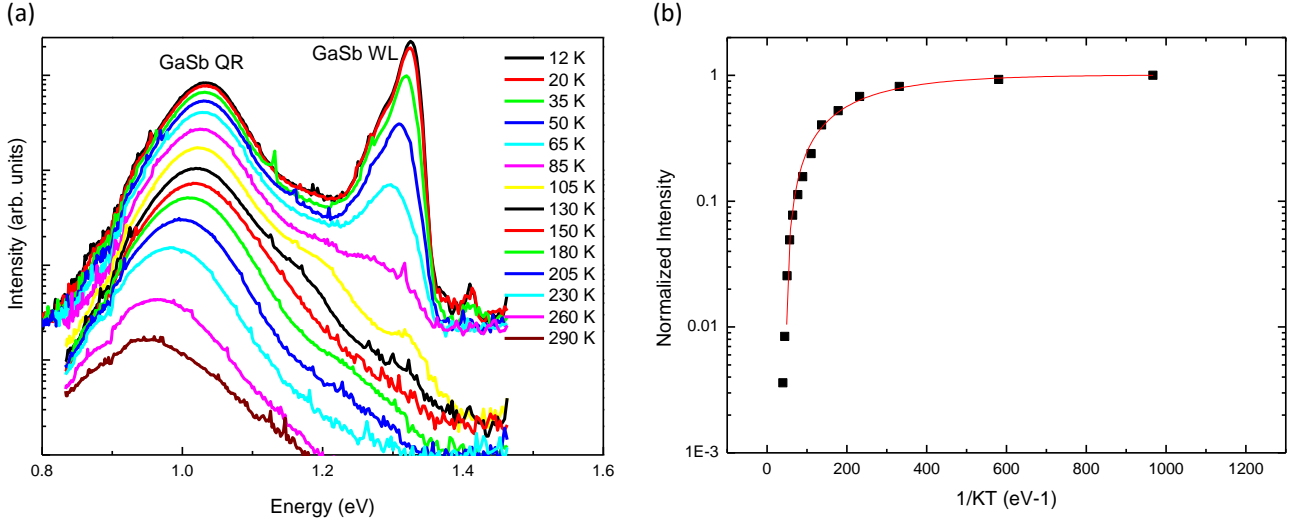 (a)
GaSb QR
GaSb WL
12 K
20 K
35 K
50 K
65 K
85 K
105 K
130 K
150 K
180 K
205 K
230 K
260 K
290 K
Intensity (arb. units)
0.8 1.0 1.2 1.4 1.6
Energy (eV)
(b)
10
1
0.1
0.01
1E-3
Normalized Intensity
0 200 400 600 800 1000 1200
1/KT (eV-1)